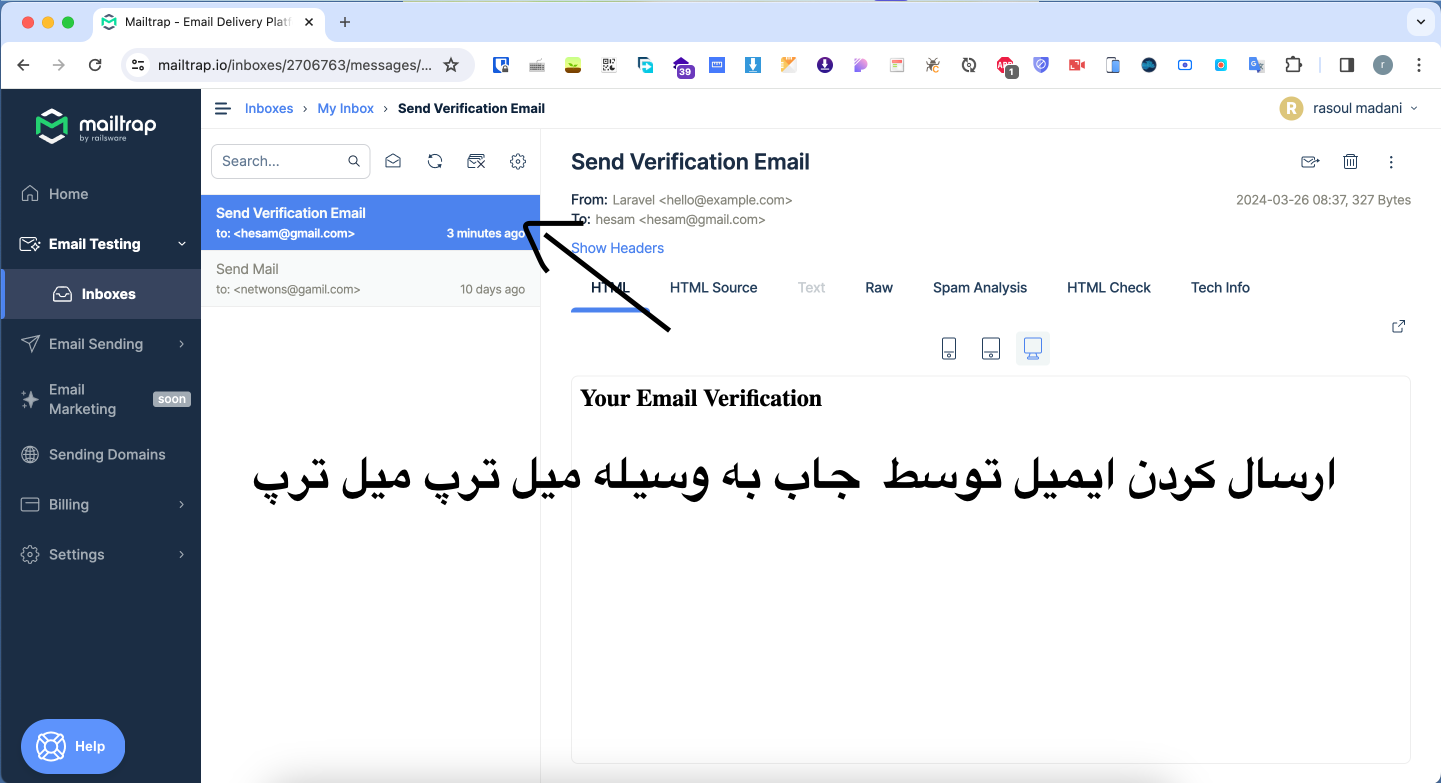 Mailtrap - Email Delivery Platf
mailtrap.io/inboxes/2706763/messages/...
39
1
r
mailtrap
by railsware
Inboxes › My Inbox › Send Verification Email
R rasoul madani
Home
Email Testing
Inboxes
Email Sending
Email
Marketing
soon
Sending Domains
Billing
Settings
Help
Search...
Send Verification Email
to: <hesam@gmail.com> 3 minutes ago
Send Mail
to: <netwons@gamil.com> 10 days ago
Send Verification Email
From: Laravel <hello@example.com> 2024-03-26 08:37, 327 Bytes
To: hesam <hesam@gmail.com>
Show Headers
HTML HTML Source Text Raw Spam Analysis HTML Check Tech Info
Your Email Verification
ارسال کردن ایمیل توسط جاب به وسیله میل ترپ میل ترپ